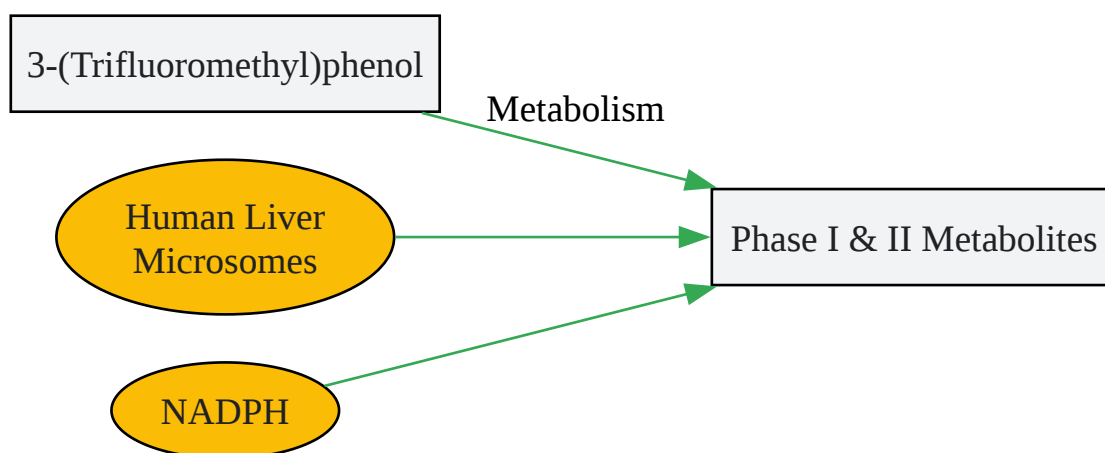 3-(Trifluoromethyl)phenol
Metabolism
Human Liver
Microsomes
Phase I & II Metabolites
NADPH